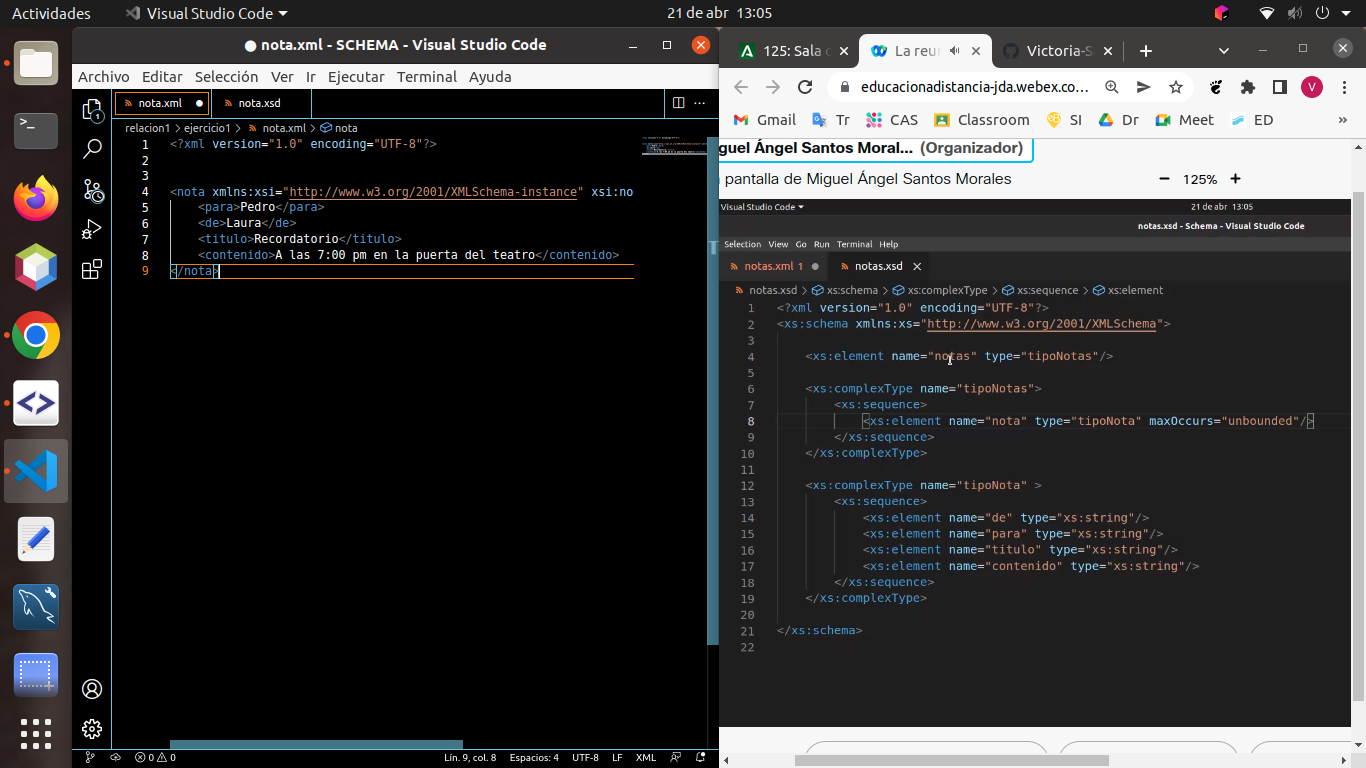 Actividades Visual Studio Code 21 de abr 13:05
nota.xml - SCHEMA - Visual Studio Code
Archivo Editar Selección Ver Ir Ejecutar Terminal Ayuda
nota.xml nota.xsd
relacion1 > ejercicio1 > nota.xml > nota
1 <?xml version="1.0" encoding="UTF-8"?>
2
3
4 <nota xmlns:xsi="http://www.w3.org/2001/XMLSchema-instance" xsi:no
5 <para>Pedro</para>
6 <de>Laura</de>
7 <titulo>Recordatorio</titulo>
8 <contenido>A las 7:00 pm en la puerta del teatro</contenido>
9 </nota>
1
0 0
Lín. 9, col. 8 Espacios: 4 UTF-8 LF XML
125: Sala La reur Victoria-S
educacionadistancia-jda.webex.co...
V
Gmail Tr CAS Classroom SI Dr Meet ED »
guel Ángel Santos Moral... (Organizador)
pantalla de Miguel Ángel Santos Morales 125%
Visual Studio Code 21 de abr 13:05
notas.xsd - Schema - Visual Studio Code
Selection View Go Run Terminal Help
notas.xml 1 notas.xsd
notas.xsd > xs:schema > xs:complexType > xs:sequence > xs:element
1 <?xml version="1.0" encoding="UTF-8"?>
2 <xs:schema xmlns:xs="http://www.w3.org/2001/XMLSchema">
3
4 <xs:element name="notas" type="tipoNotas"/>
5
6 <xs:complexType name="tipoNotas">
7 <xs:sequence>
8 <xs:element name="nota" type="tipoNota" maxOccurs="unbounded"/>
9 </xs:sequence>
10 </xs:complexType>
11
12 <xs:complexType name="tipoNota" >
13 <xs:sequence>
14 <xs:element name="de" type="xs:string"/>
15 <xs:element name="para" type="xs:string"/>
16 <xs:element name="titulo" type="xs:string"/>
17 <xs:element name="contenido" type="xs:string"/>
18 </xs:sequence>
19 </xs:complexType>
20
21 </xs:schema>
22